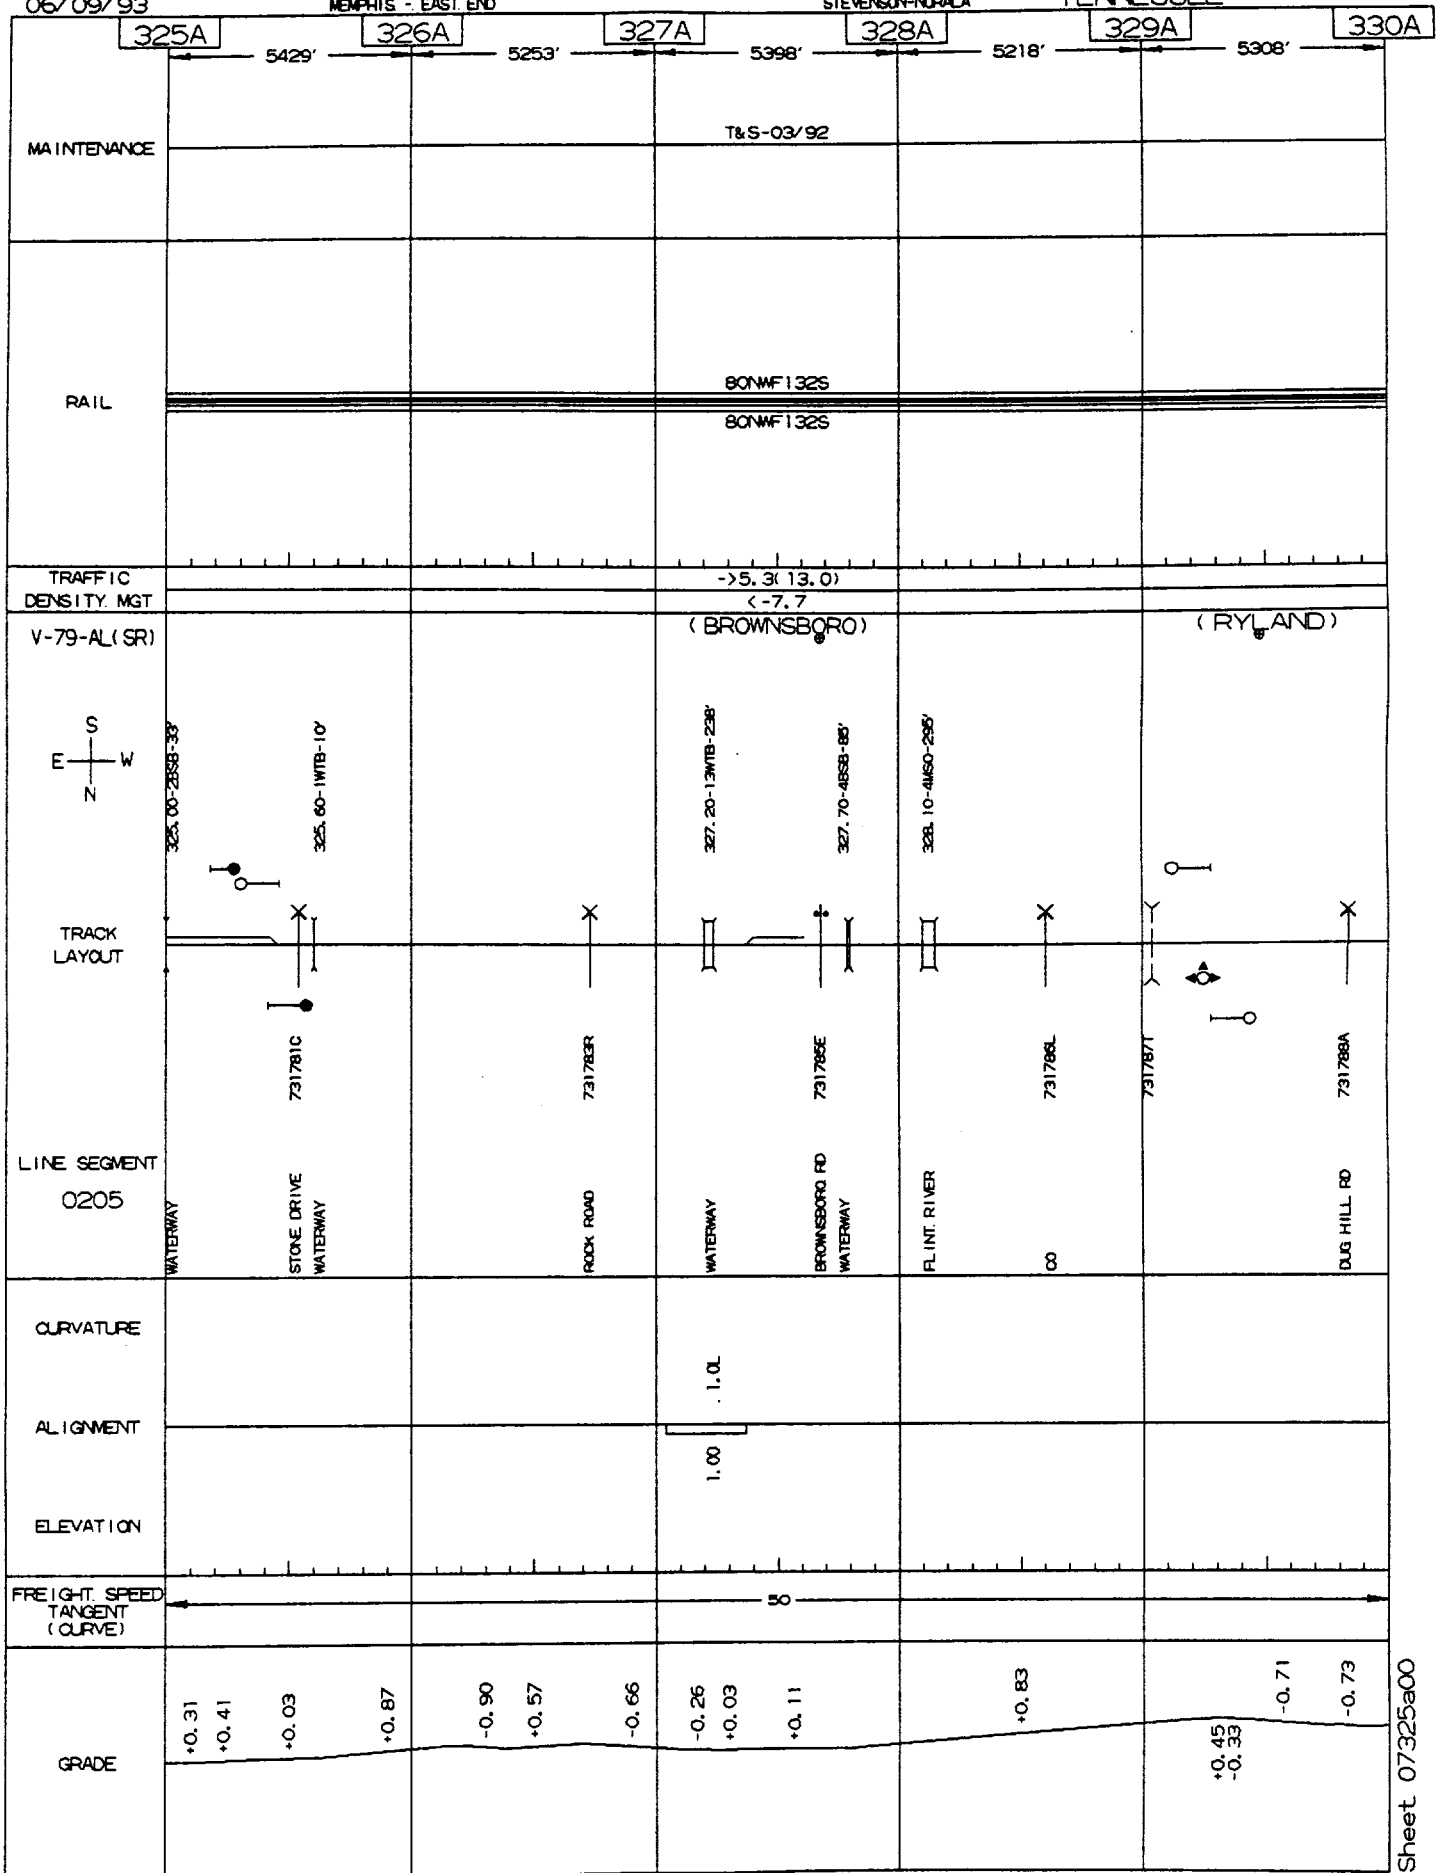 06/09/93 MEMPHIS - EAST END STEVENSON-NORALA TENNESSEE
325A 326A 327A 328A 329A 330A
5429' 5253' 5398' 5218' 5308'
MAINTENANCE
T&S-03/92
RAIL
80NWF132S
80NWF132S
TRAFFIC
DENSITY. MGT
->5.3(13.0)
<-7.7
V-79-AL(SR)
(BROWNSBORO)
(RYLAND)
S
E W
N
325.00-2BSB-33'
325.60-1WTB-10'
327.20-13WTB-238'
327.70-4BSB-85'
328.10-4MSO-295'
TRACK
LAYOUT
731781C
731783R
731785E
731786L
731787T
731788A
LINE SEGMENT
0205
WATERWAY
STONE DRIVE
WATERWAY
ROCK ROAD
WATERWAY
BROWNSBORO RD
WATERWAY
FLINT RIVER
CO
DUG HILL RD
CURVATURE
1.0L
ALIGNMENT
1.00
ELEVATION
FREIGHT. SPEED
TANGENT
(CURVE)
50
GRADE
+0.31
+0.41
+0.03
+0.87
-0.90
+0.57
-0.66
-0.26
+0.03
+0.11
+0.83
+0.45
-0.33
-0.71
-0.73
Sheet 07325a00